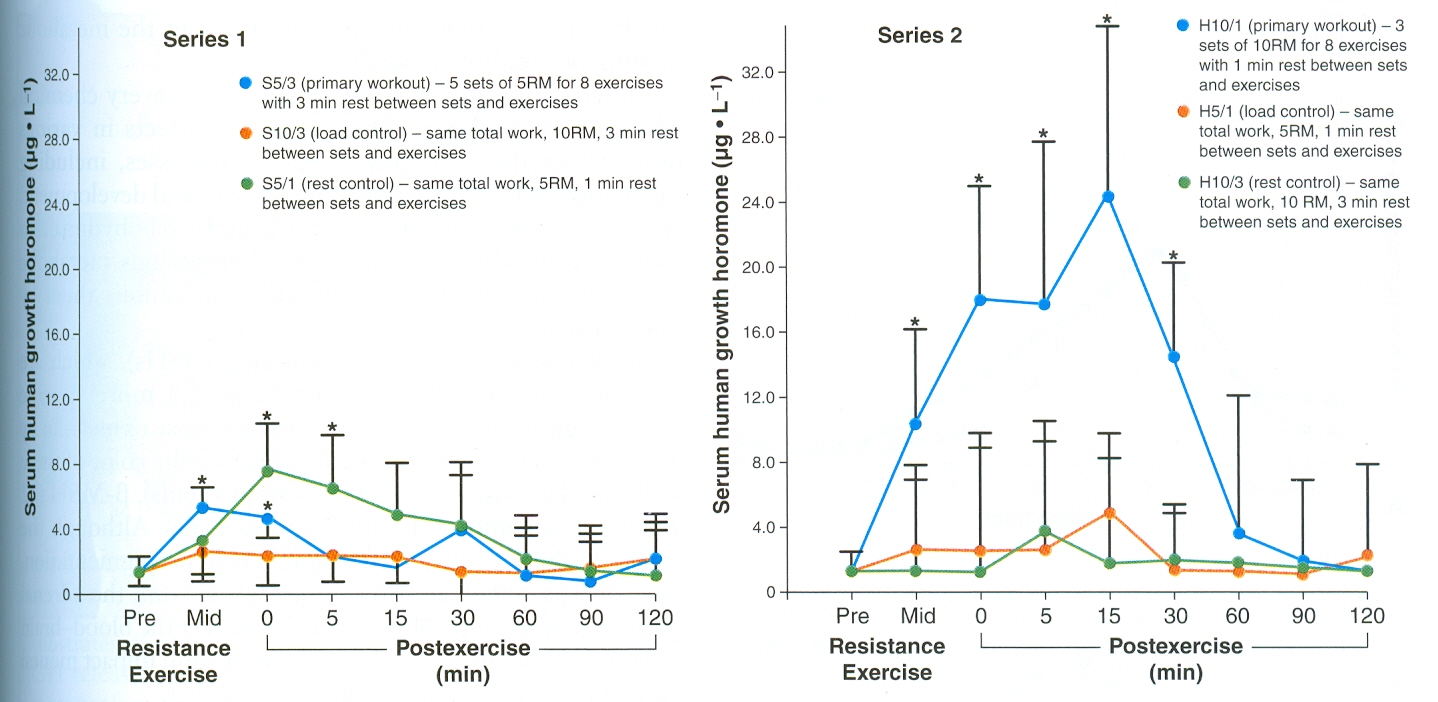 Series 1
S5/3 (primary workout) – 5 sets of 5RM for 8 exercises
with 3 min rest between sets and exercises
S10/3 (load control) – same total work, 10RM, 3 min rest
between sets and exercises
S5/1 (rest control) – same total work, 5RM, 1 min rest
between sets and exercises
Serum human growth horomone (µg • L⁻¹)
32.0
28.0
24.0
20.0
16.0
12.0
8.0
4.0
0
*
*
*
*
Pre Mid 0 5 15 30 60 90 120
Resistance
Exercise
Postexercise
(min)
Series 2
H10/1 (primary workout) – 3
sets of 10RM for 8 exercises
with 1 min rest between sets
and exercises
H5/1 (load control) – same
total work, 5RM, 1 min rest
between sets and exercises
H10/3 (rest control) – same
total work, 10 RM, 3 min rest
between sets and exercises
Serum human growth horomone (µg • L⁻¹)
32.0
28.0
24.0
20.0
16.0
12.0
8.0
4.0
0
*
*
*
*
*
Pre Mid 0 5 15 30 60 90 120
Resistance
Exercise
Postexercise
(min)